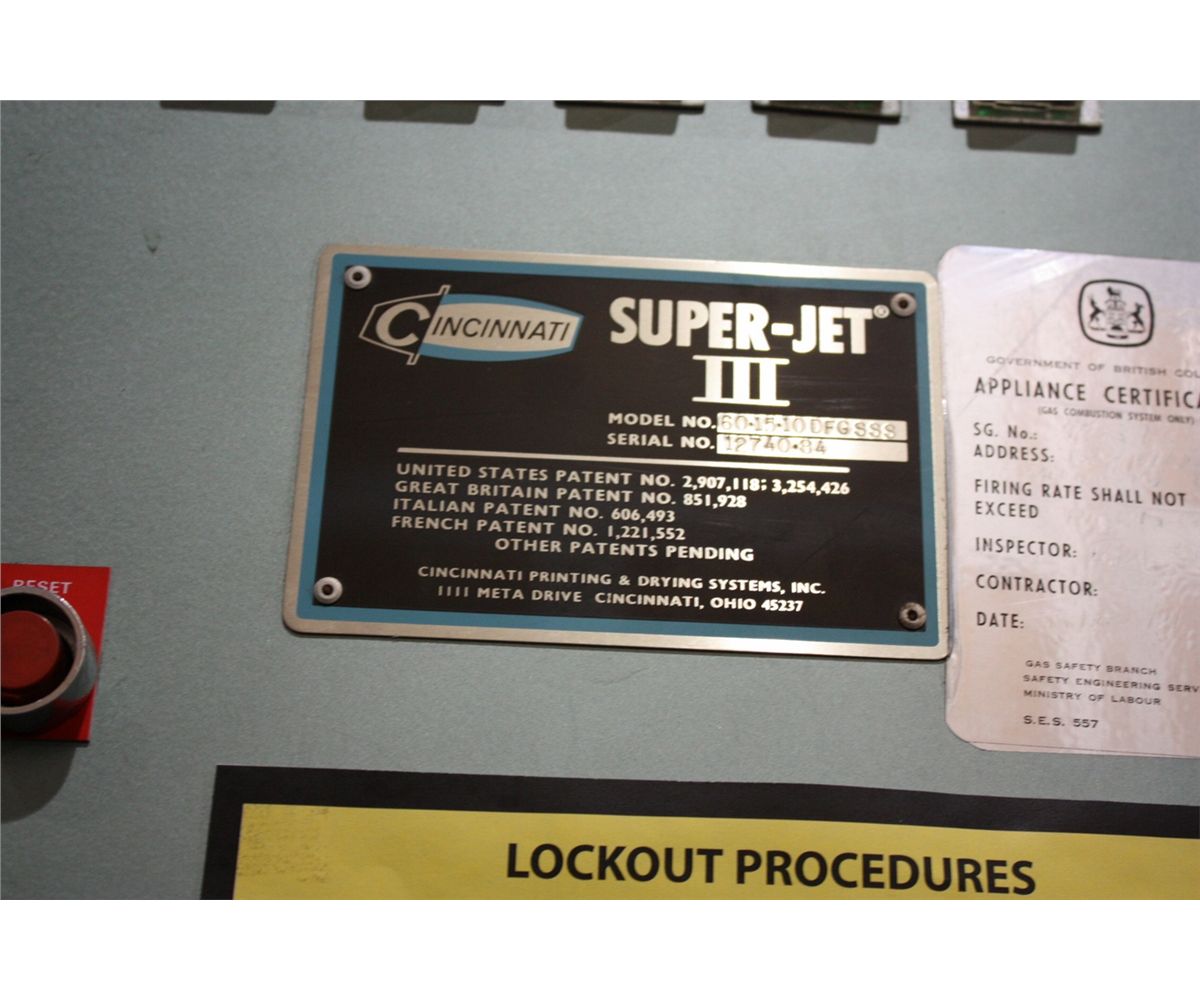 CINCINNATI
SUPER-JET®
III
MODEL NO. 60·15·10 DFGSSS
SERIAL NO. 12740·84
UNITED STATES PATENT NO. 2,907,118; 3,254,426
GREAT BRITAIN PATENT NO. 851,928
ITALIAN PATENT NO. 606,493
FRENCH PATENT NO. 1,221,552
OTHER PATENTS PENDING
CINCINNATI PRINTING & DRYING SYSTEMS, INC.
1111 META DRIVE CINCINNATI, OHIO 45237
GOVERNMENT OF BRITISH COL
APPLIANCE CERTIFICA
(GAS COMBUSTION SYSTEM ONLY)
SG. No.:
ADDRESS:
FIRING RATE SHALL NOT
EXCEED
INSPECTOR:
CONTRACTOR:
DATE:
GAS SAFETY BRANCH
SAFETY ENGINEERING SERV
MINISTRY OF LABOUR
S.E.S. 557
RESET
LOCKOUT PROCEDURES